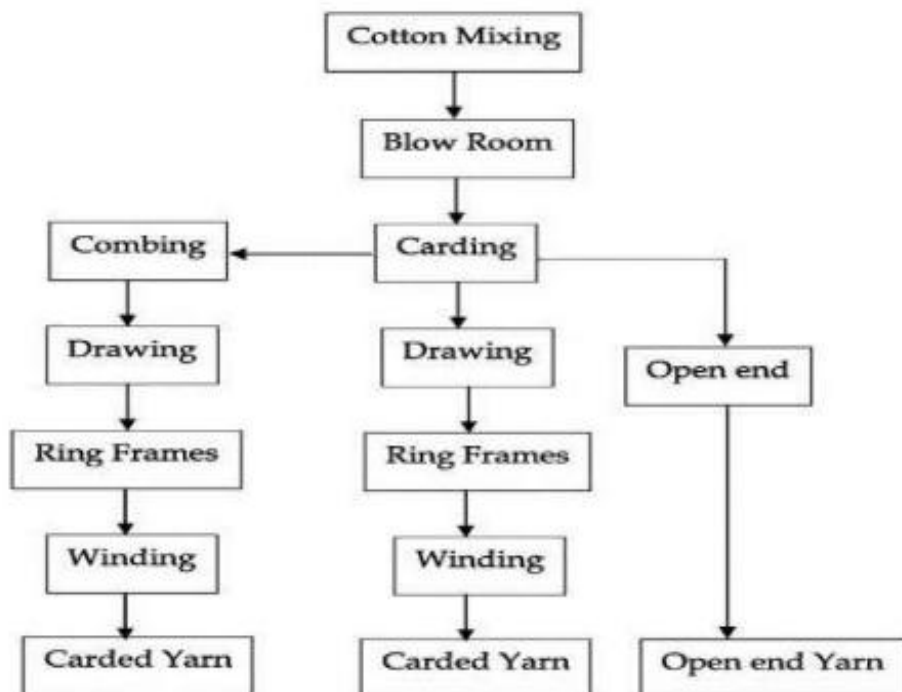 Cotton Mixing
Blow Room
Combing
Carding
Drawing
Drawing
Open end
Ring Frames
Ring Frames
Winding
Winding
Carded Yarn
Carded Yarn
Open end Yarn